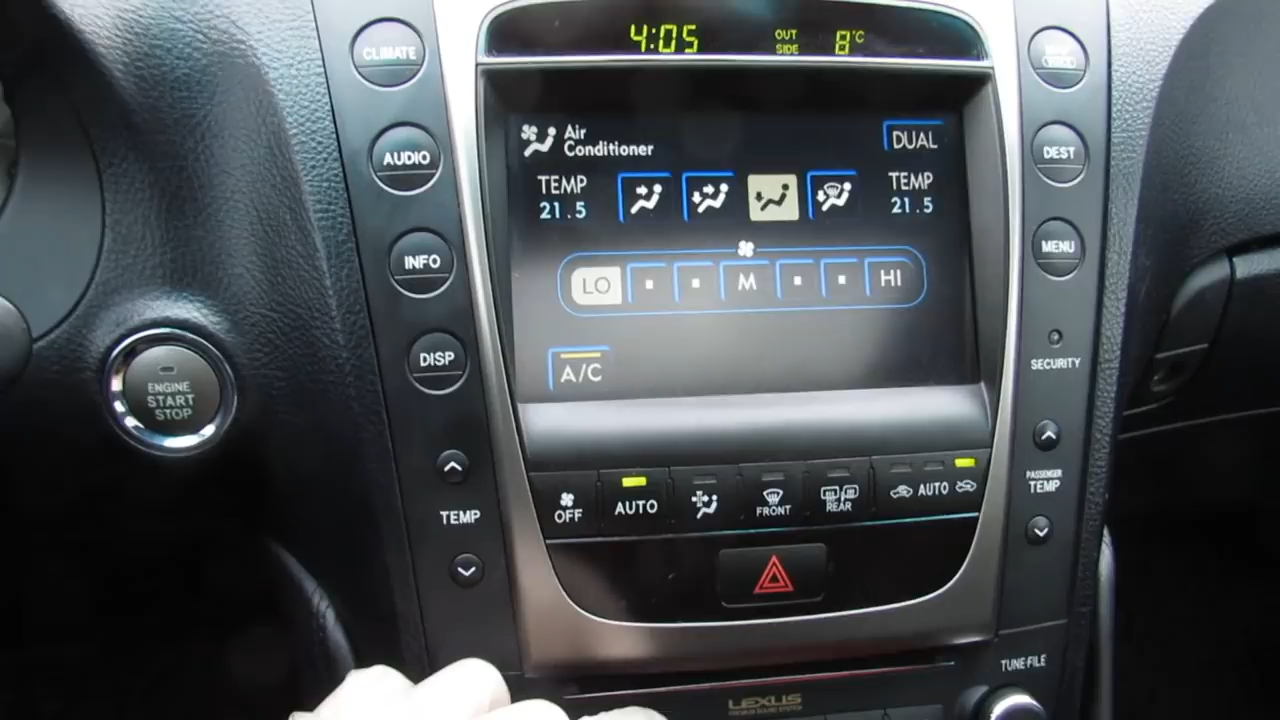 4:05
OUT
SIDE
8°C
CLIMATE
AUDIO
INFO
DISP
TEMP
ENGINE
START
STOP
Air
Conditioner
DUAL
TEMP
21.5
TEMP
21.5
LO
M
HI
A/C
OFF
AUTO
FRONT
REAR
AUTO
DEST
MENU
SECURITY
PASSENGER
TEMP
TUNE·FILE
LEXUS